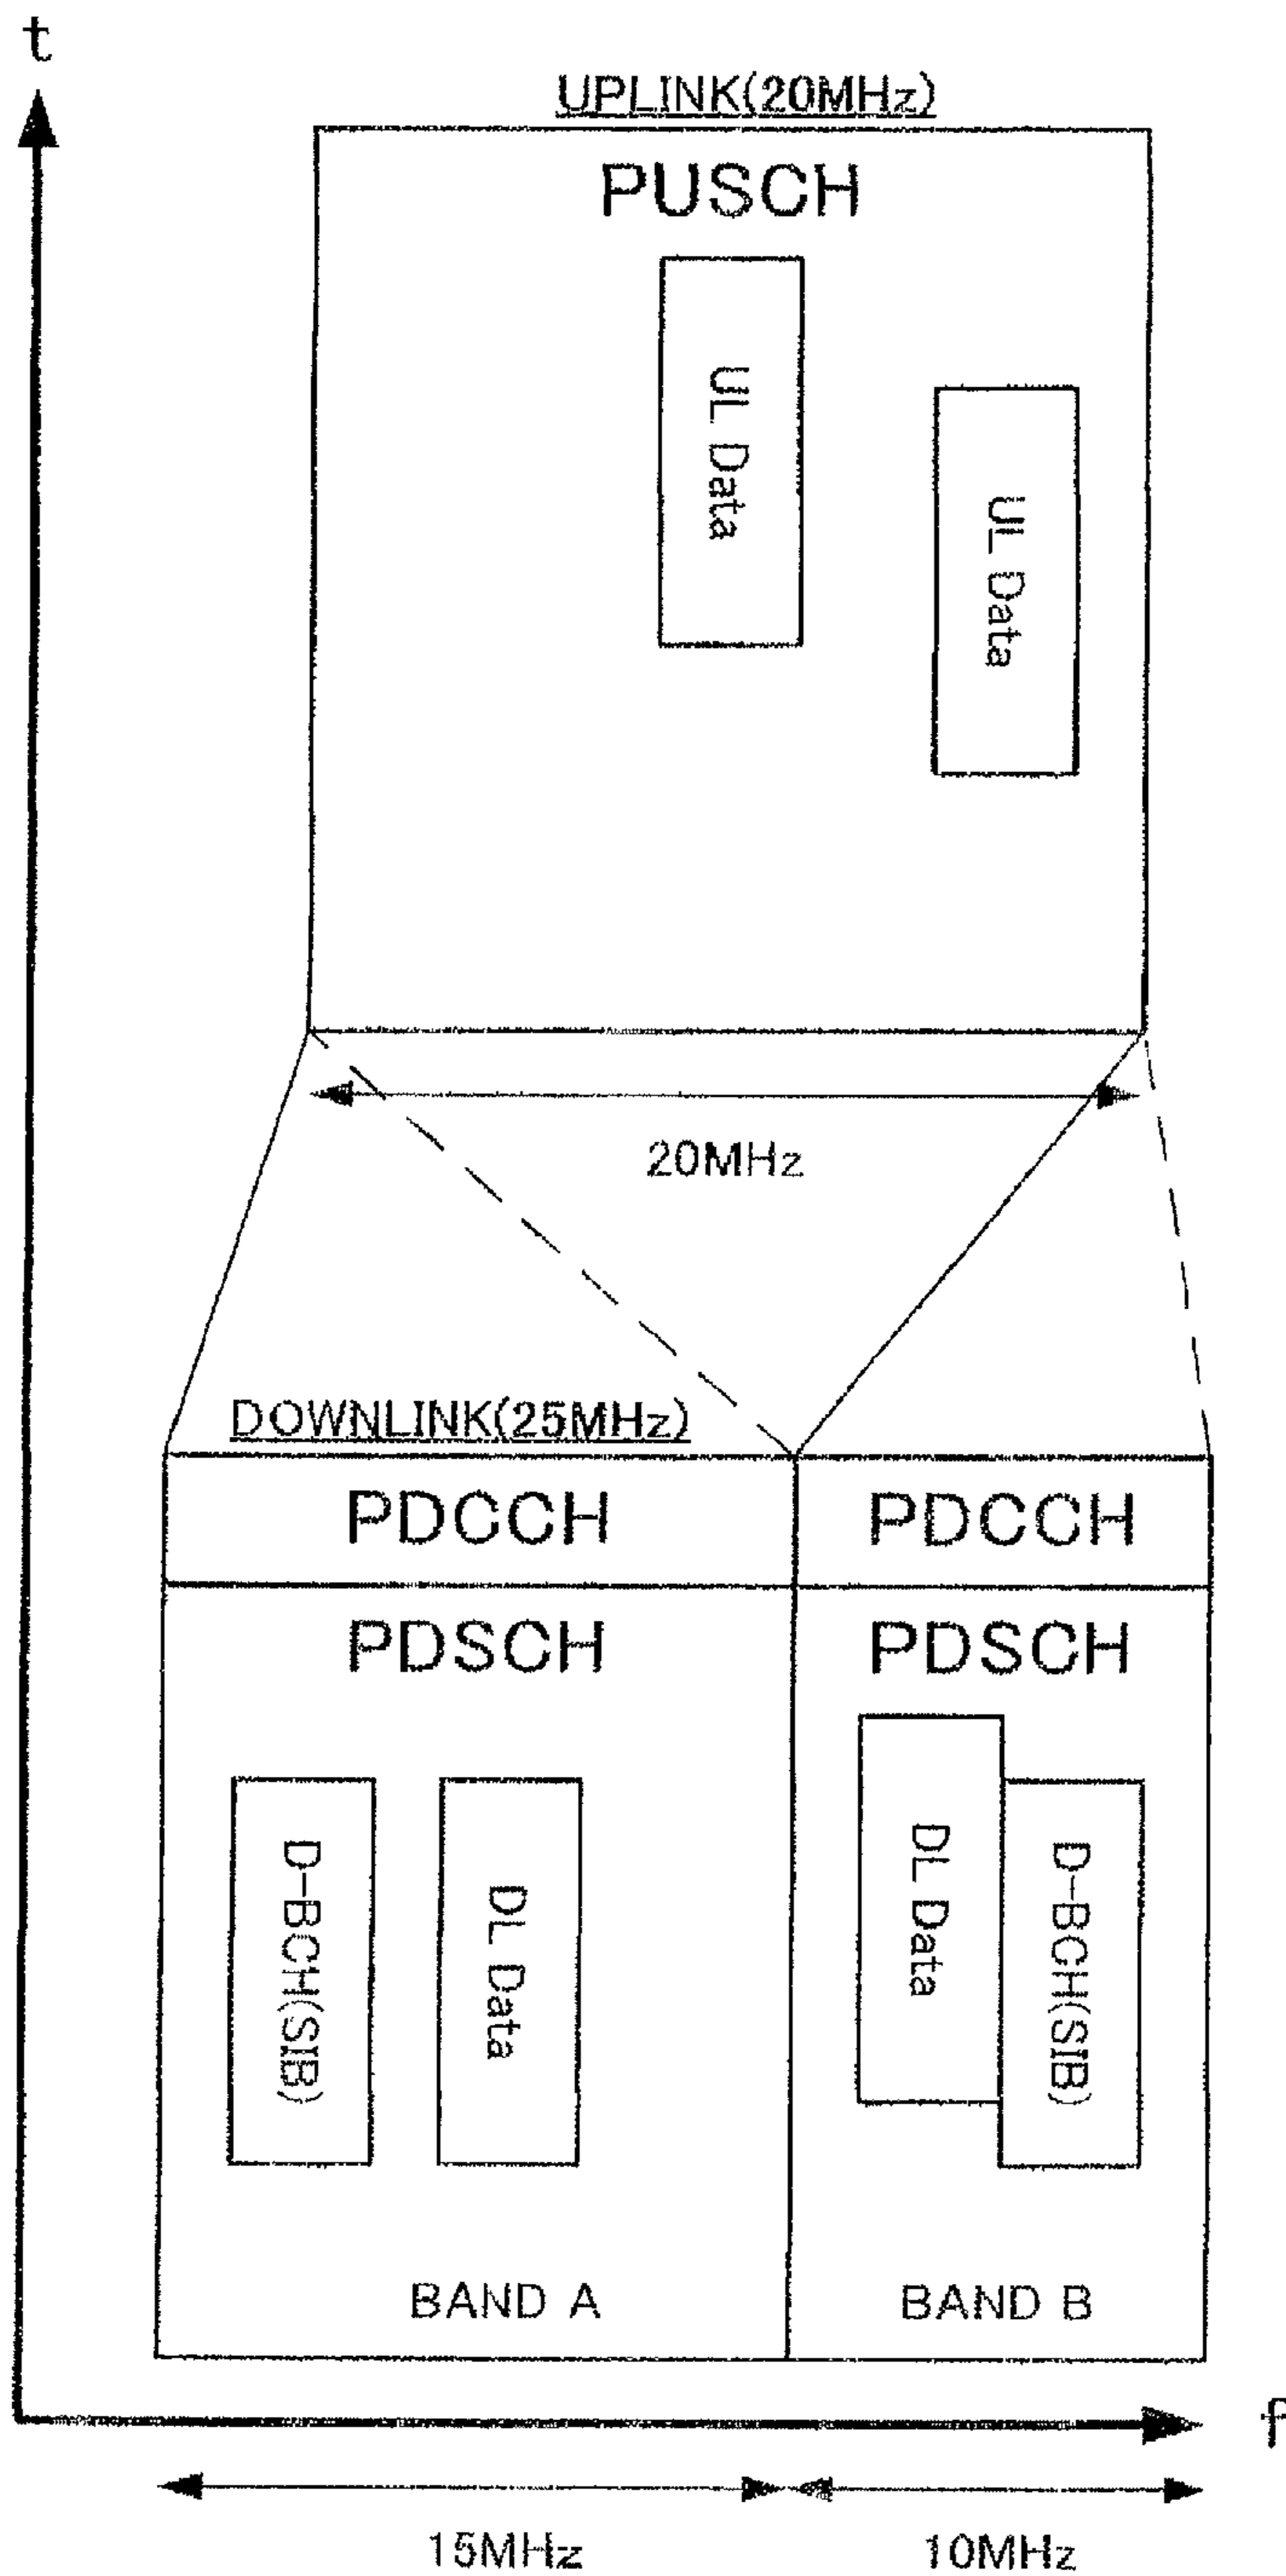 t
UPLINK(20MHz)
PUSCH
UL Data
UL Data
20MHz
DOWNLINK(25MHz)
PDCCH
PDCCH
PDSCH
PDSCH
D-BCH(SIB)
DL Data
DL Data
D-BCH(SIB)
BAND A
BAND B
f
15MHz
10MHz